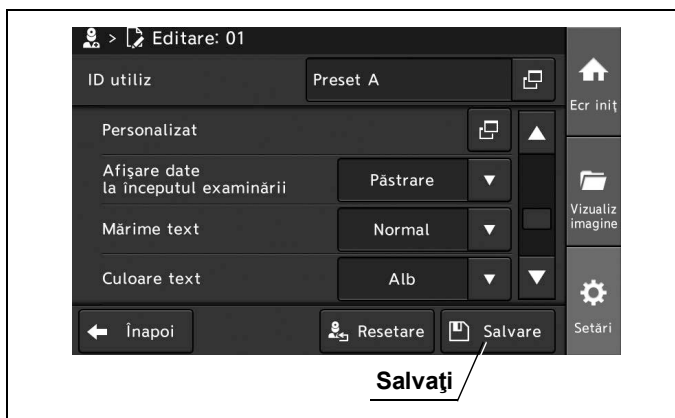 > Editare: 01
ID utiliz
Preset A
Ecr iniţ
Personalizat
Afişare date
la începutul examinării
Păstrare
Vizualiz
imagine
Mărime text
Normal
Culoare text
Alb
Înapoi
Resetare
Salvare
Setări
Salvaţi